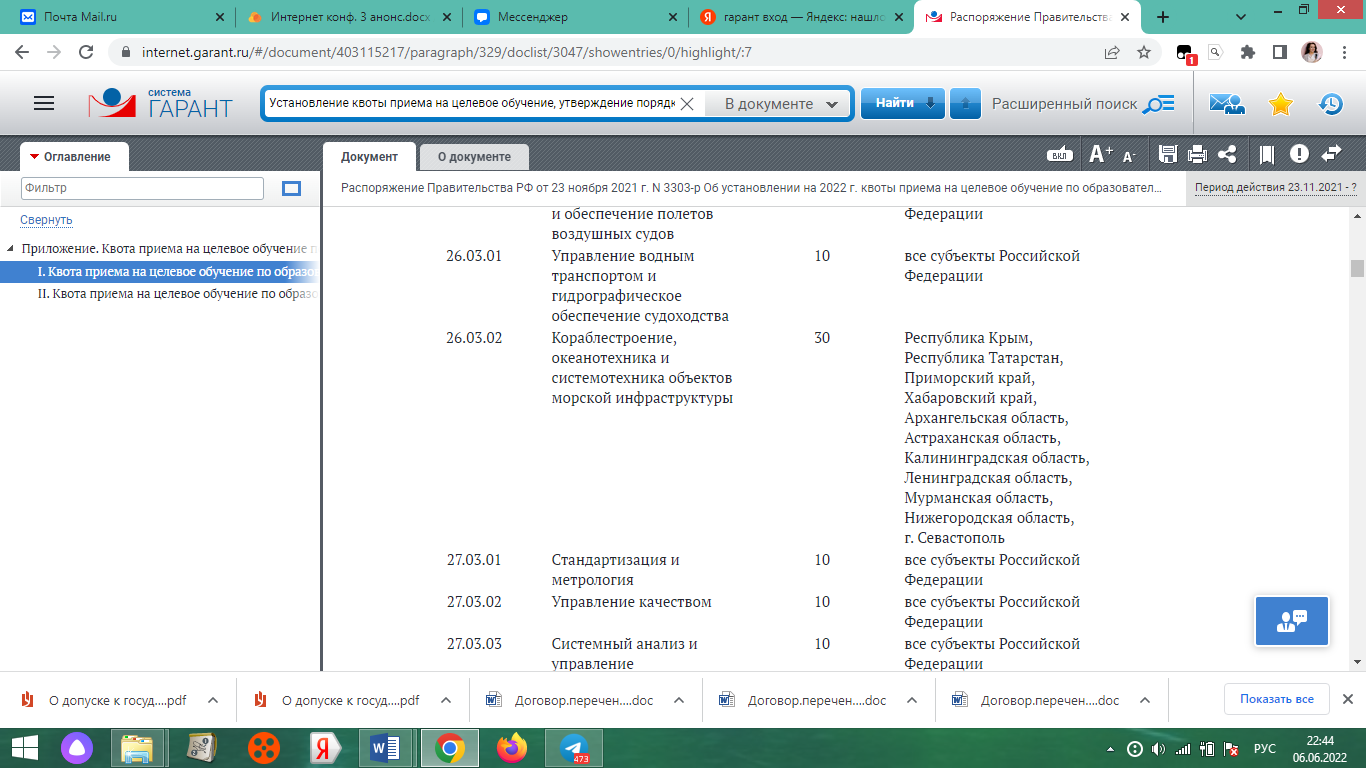 Почта Mail.ru
Интернет конф. 3 анонс.docx
Мессенджер
гарант вход — Яндекс: нашло
Распоряжение Правительства
internet.garant.ru/#/document/403115217/paragraph/329/doclist/3047/showentries/0/highlight/:7
1
система
ГАРАНТ
Установление квоты приема на целевое обучение, утверждение порядк
В документе
Найти
Расширенный поиск
Оглавление
Документ
О документе
вкл
A+
A-
Фильтр
Распоряжение Правительства РФ от 23 ноября 2021 г. N 3303-р Об установлении на 2022 г. квоты приема на целевое обучение по образовател...
Период действия 23.11.2021 - ?
Свернуть
Приложение. Квота приема на целевое обучение п
I. Квота приема на целевое обучение по образо
II. Квота приема на целевое обучение по образо
и обеспечение полетов
воздушных судов
Федерации
26.03.01
Управление водным
транспортом и
гидрографическое
обеспечение судоходства
10
все субъекты Российской
Федерации
26.03.02
Кораблестроение,
океанотехника и
системотехника объектов
морской инфраструктуры
30
Республика Крым,
Республика Татарстан,
Приморский край,
Хабаровский край,
Архангельская область,
Астраханская область,
Калининградская область,
Ленинградская область,
Мурманская область,
Нижегородская область,
г. Севастополь
27.03.01
Стандартизация и
метрология
10
все субъекты Российской
Федерации
27.03.02
Управление качеством
10
все субъекты Российской
Федерации
27.03.03
Системный анализ и
управление
10
все субъекты Российской
Федерации
О допуске к госуд....pdf
О допуске к госуд....pdf
Договор.перечен....doc
Договор.перечен....doc
Договор.перечен....doc
Показать все
473
РУС
22:44
06.06.2022